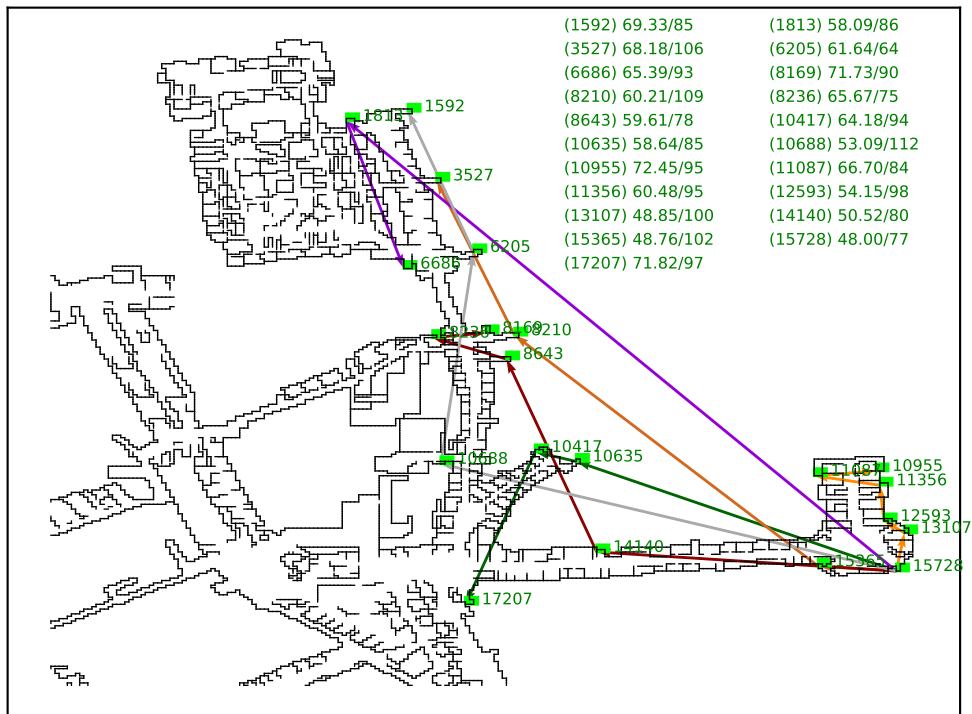 (1592) 69.33/85 (1813) 58.09/86
(3527) 68.18/106 (6205) 61.64/64
(6686) 65.39/93 (8169) 71.73/90
(8210) 60.21/109 (8236) 65.67/75
(8643) 59.61/78 (10417) 64.18/94
(10635) 58.64/85 (10688) 53.09/112
(10955) 72.45/95 (11087) 66.70/84
(11356) 60.48/95 (12593) 54.15/98
(13107) 48.85/100 (14140) 50.52/80
(15365) 48.76/102 (15728) 48.00/77
(17207) 71.82/97
1592
1813
3527
6205
6686
8169
8210
8236
8643
10417
10635
10688
10955
11087
11356
12593
13107
14140
15365
15728
17207